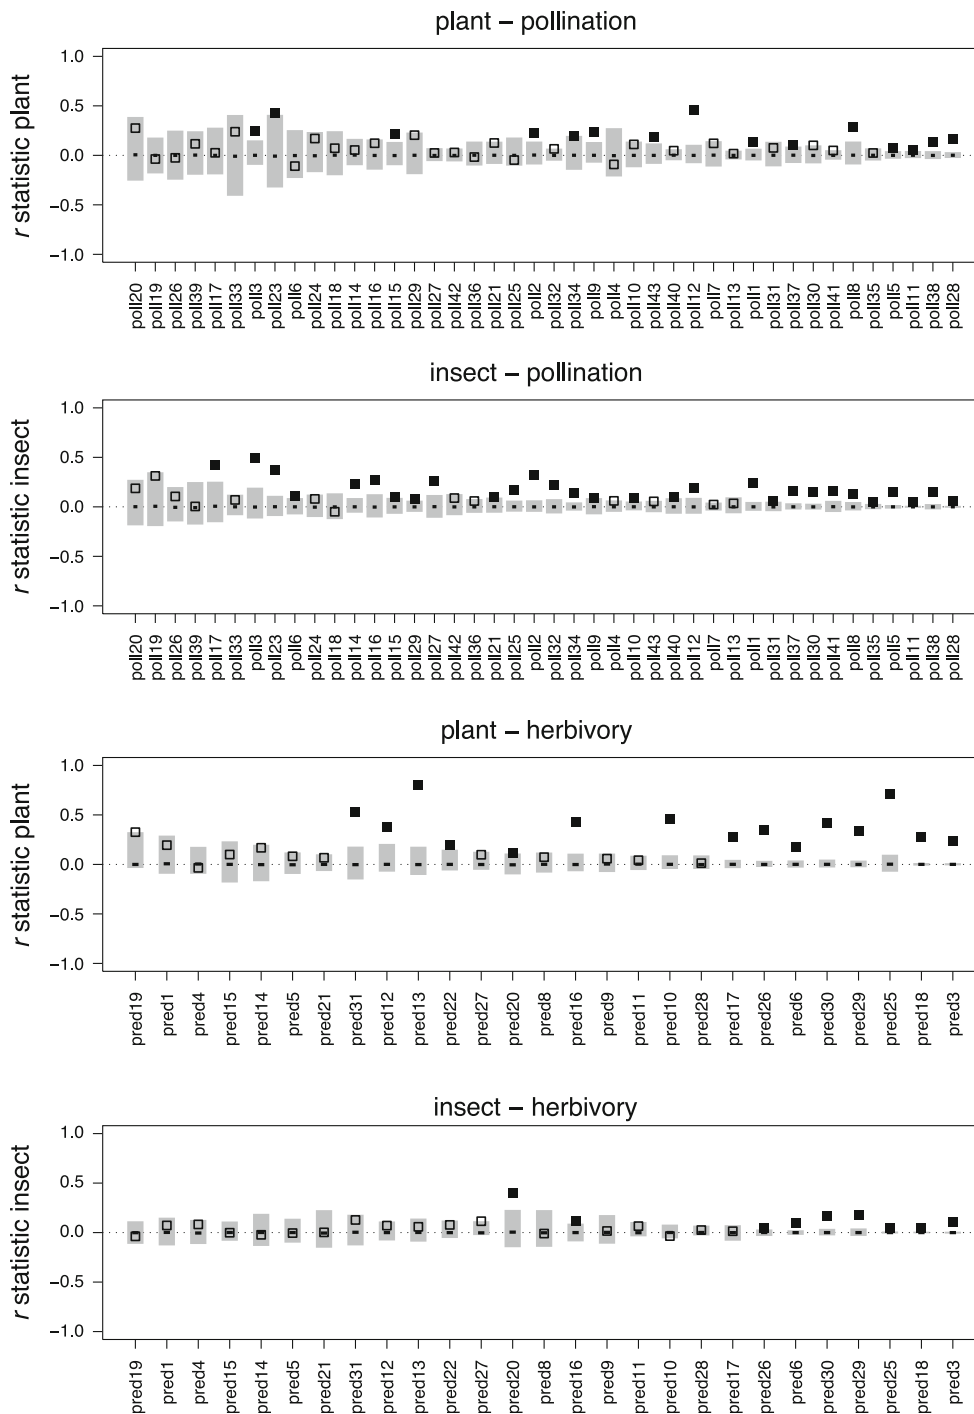 plant – pollination
r statistic plant
1.0
0.5
0.0
−0.5
−1.0
poll20 poll19 poll26 poll39 poll17 poll33 poll3 poll23 poll6 poll24 poll18 poll14 poll16 poll15 poll29 poll27 poll42 poll36 poll21 poll25 poll2 poll32 poll34 poll9 poll4 poll10 poll43 poll40 poll12 poll7 poll13 poll1 poll31 poll37 poll30 poll41 poll8 poll35 poll5 poll11 poll38 poll28
insect – pollination
r statistic insect
1.0
0.5
0.0
−0.5
−1.0
poll20 poll19 poll26 poll39 poll17 poll33 poll3 poll23 poll6 poll24 poll18 poll14 poll16 poll15 poll29 poll27 poll42 poll36 poll21 poll25 poll2 poll32 poll34 poll9 poll4 poll10 poll43 poll40 poll12 poll7 poll13 poll1 poll31 poll37 poll30 poll41 poll8 poll35 poll5 poll11 poll38 poll28
plant – herbivory
r statistic plant
1.0
0.5
0.0
−0.5
−1.0
pred19 pred1 pred4 pred15 pred14 pred5 pred21 pred31 pred12 pred13 pred22 pred27 pred20 pred8 pred16 pred9 pred11 pred10 pred28 pred17 pred26 pred6 pred30 pred29 pred25 pred18 pred3
insect – herbivory
r statistic insect
1.0
0.5
0.0
−0.5
−1.0
pred19 pred1 pred4 pred15 pred14 pred5 pred21 pred31 pred12 pred13 pred22 pred27 pred20 pred8 pred16 pred9 pred11 pred10 pred28 pred17 pred26 pred6 pred30 pred29 pred25 pred18 pred3